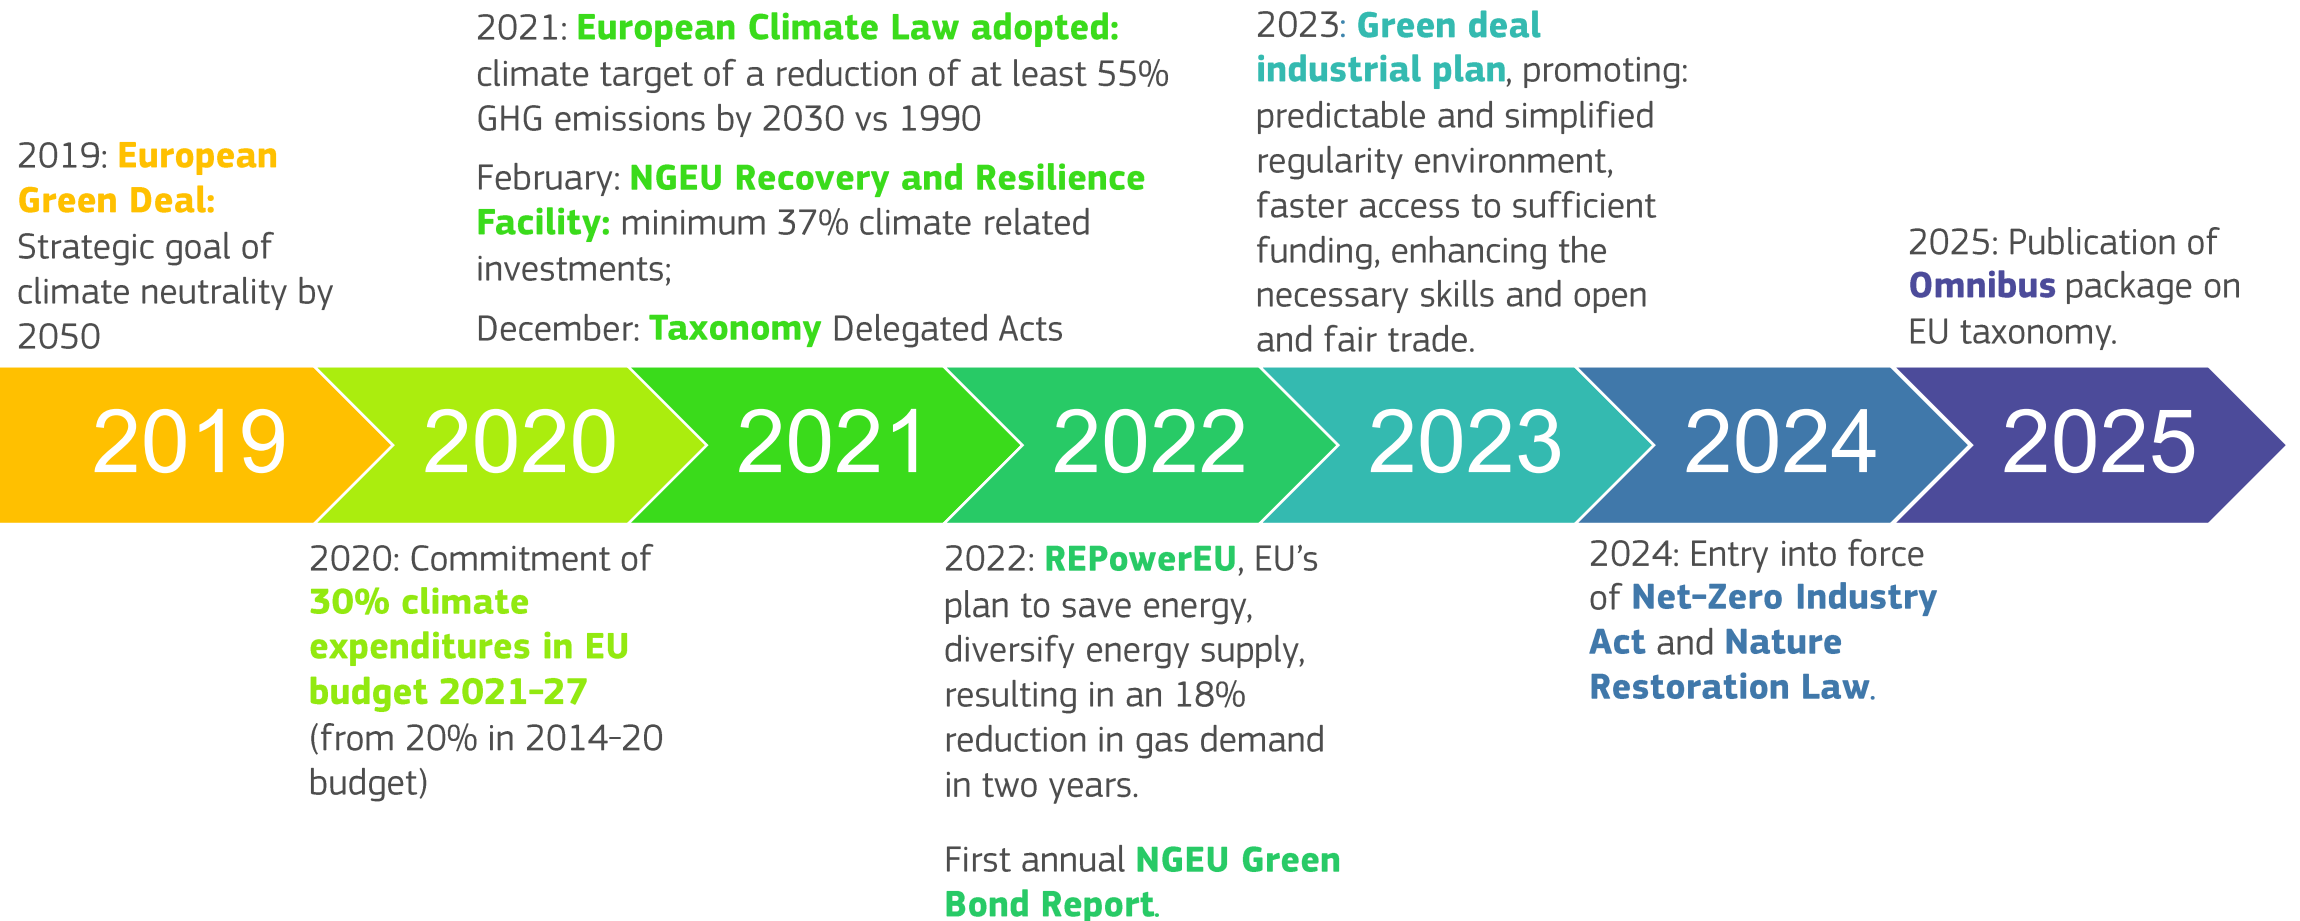 2019: European
Green Deal:
Strategic goal of
climate neutrality by
2050
2021: European Climate Law adopted:
climate target of a reduction of at least 55%
GHG emissions by 2030 vs 1990
February: NGEU Recovery and Resilience
Facility: minimum 37% climate related
investments;
December: Taxonomy Delegated Acts
2023: Green deal
industrial plan, promoting:
predictable and simplified
regularity environment,
faster access to sufficient
funding, enhancing the
necessary skills and open
and fair trade.
2025: Publication of
Omnibus package on
EU taxonomy.
2019
2020
2021
2022
2023
2024
2025
2020: Commitment of
30% climate
expenditures in EU
budget 2021-27
(from 20% in 2014-20
budget)
2022: REPowerEU, EU’s
plan to save energy,
diversify energy supply,
resulting in an 18%
reduction in gas demand
in two years.
First annual NGEU Green
Bond Report.
2024: Entry into force
of Net-Zero Industry
Act and Nature
Restoration Law.